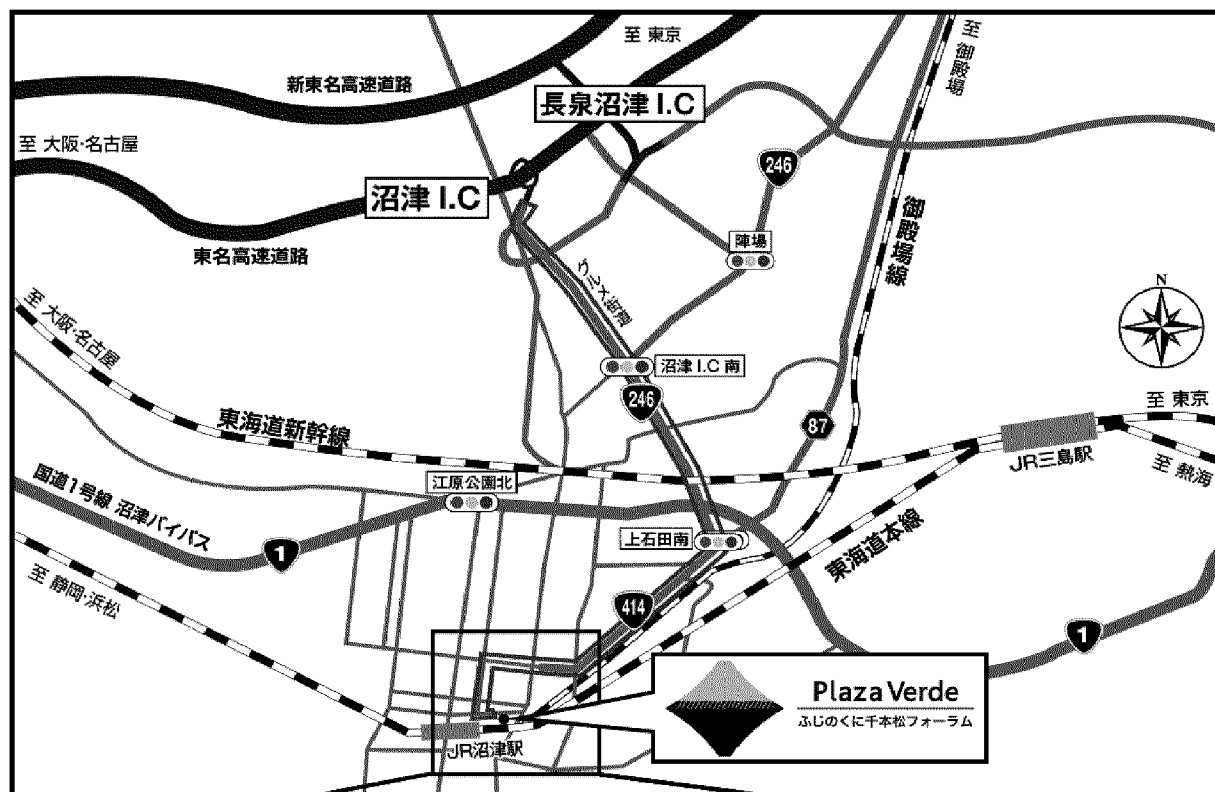 至 東京
新東名高速道路
至 御殿場
長泉沼津 I.C
至 大阪・名古屋
246
沼津 I.C
御殿場線
陣場
東名高速道路
グルメ街道
N
至 大阪・名古屋
沼津 I.C 南
246
至 東京
東海道新幹線
87
JR三島駅
至 熱海
江原公園北
国道1号線 沼津バイパス
上石田南
東海道本線
1
至 静岡・浜松
414
1
Plaza Verde
ふじのくに千本松フォーラム
JR沼津駅